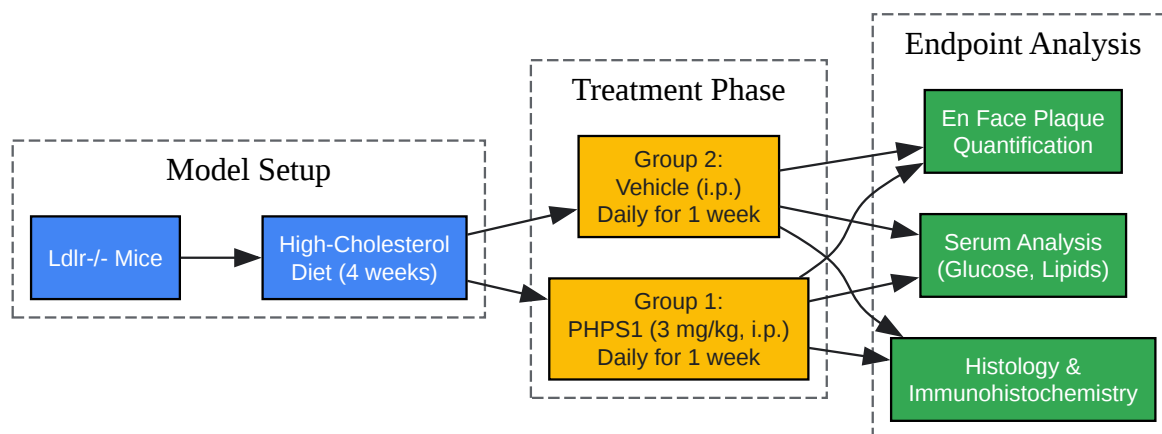 Model Setup
Ldlr-/- Mice
High-Cholesterol
Diet (4 weeks)
Treatment Phase
Group 2:
Vehicle (i.p.)
Daily for 1 week
Group 1:
PHPS1 (3 mg/kg, i.p.)
Daily for 1 week
Endpoint Analysis
En Face Plaque
Quantification
Serum Analysis
(Glucose, Lipids)
Histology &
Immunohistochemistry